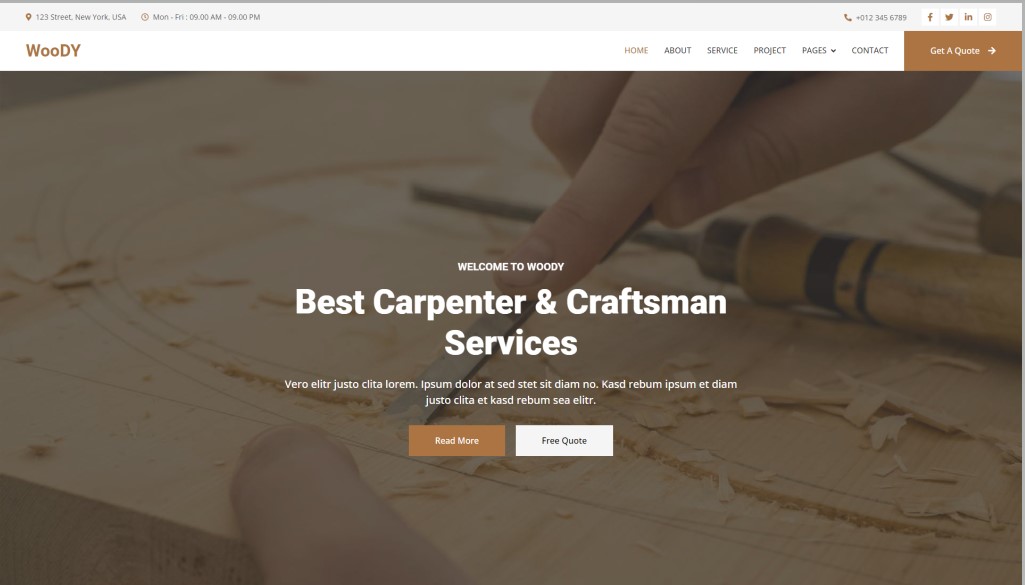 123 Street, New York, USA
Mon - Fri : 09.00 AM - 09.00 PM
+012 345 6789
WooDY
HOME
ABOUT
SERVICE
PROJECT
PAGES
CONTACT
Get A Quote
WELCOME TO WOODY
Best Carpenter & Craftsman
Services
Vero elitr justo clita lorem. Ipsum dolor at sed stet sit diam no. Kasd rebum ipsum et diam
justo clita et kasd rebum sea elitr.
Read More
Free Quote